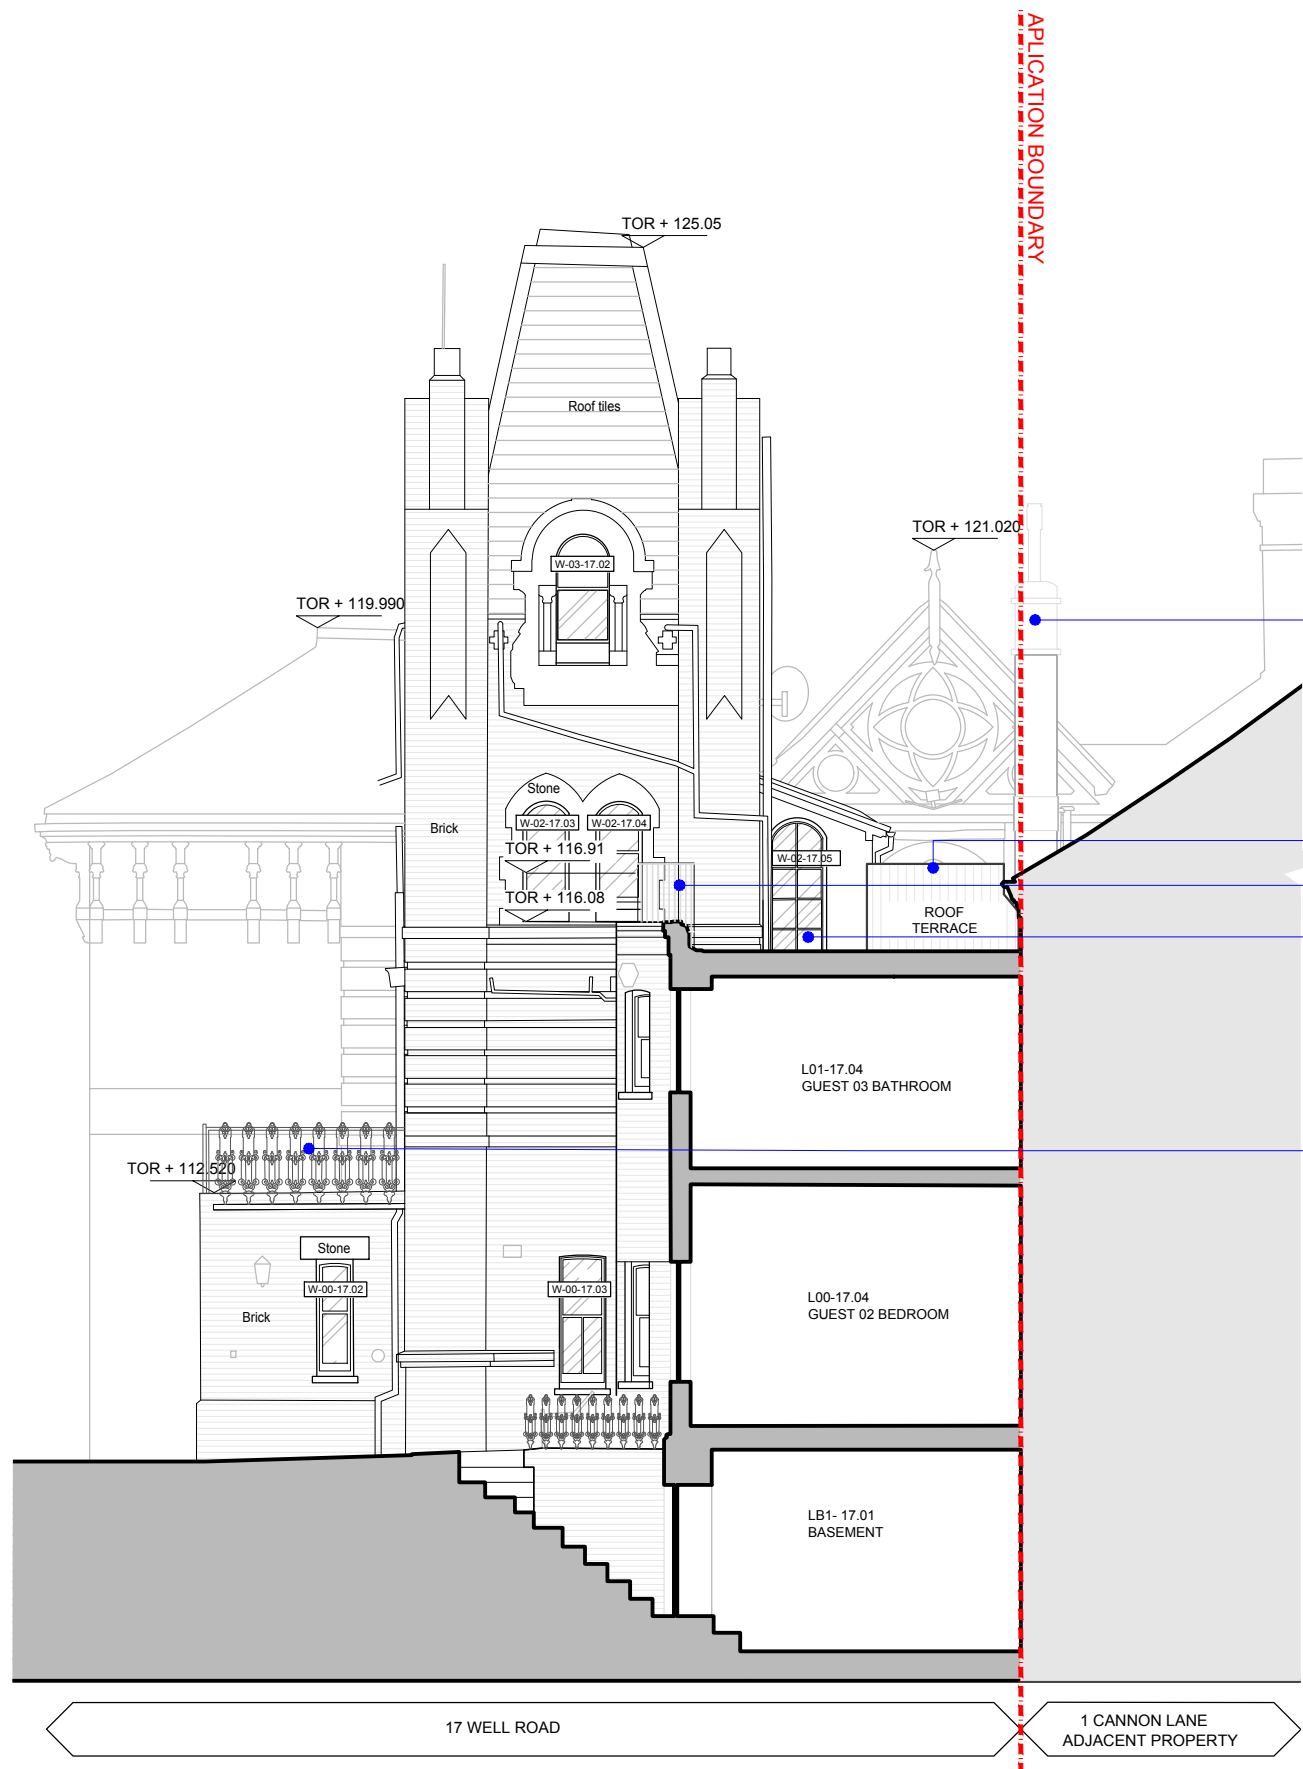 APLICATION BOUNDARY
TOR + 125.05
Roof tiles
TOR + 121.020
W-03-17.02
TOR + 119.990
Stone
W-02-17.03
W-02-17.04
Brick
TOR + 116.91
W-02-17.05
TOR + 116.08
ROOF
TERRACE
L01-17.04
GUEST 03 BATHROOM
TOR + 112.520
Stone
W-00-17.02
W-00-17.03
Brick
L00-17.04
GUEST 02 BEDROOM
LB1- 17.01
BASEMENT
17 WELL ROAD
1 CANNON LANE
ADJACENT PROPERTY